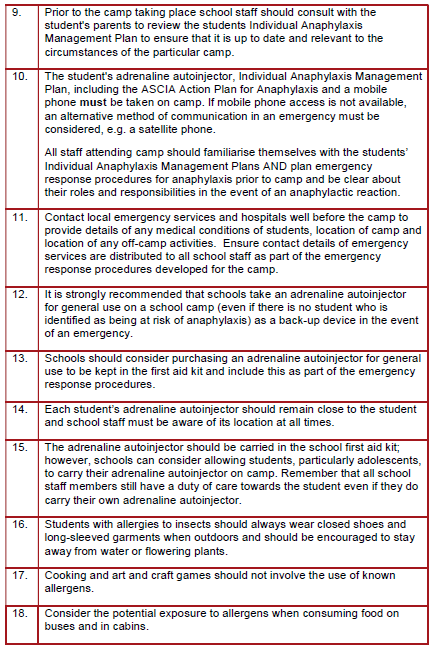 9. Prior to the camp taking place school staff should consult with the
student's parents to review the students Individual Anaphylaxis
Management Plan to ensure that it is up to date and relevant to the
circumstances of the particular camp.
10. The student's adrenaline autoinjector, Individual Anaphylaxis Management
Plan, including the ASCIA Action Plan for Anaphylaxis and a mobile
phone must be taken on camp. If mobile phone access is not available,
an alternative method of communication in an emergency must be
considered, e.g. a satellite phone.
All staff attending camp should familiarise themselves with the students'
Individual Anaphylaxis Management Plans AND plan emergency
response procedures for anaphylaxis prior to camp and be clear about
their roles and responsibilities in the event of an anaphylactic reaction.
11. Contact local emergency services and hospitals well before the camp to
provide details of any medical conditions of students, location of camp and
location of any off-camp activities. Ensure contact details of emergency
services are distributed to all school staff as part of the emergency
response procedures developed for the camp.
12. It is strongly recommended that schools take an adrenaline autoinjector
for general use on a school camp (even if there is no student who is
identified as being at risk of anaphylaxis) as a back-up device in the event
of an emergency.
13. Schools should consider purchasing an adrenaline autoinjector for general
use to be kept in the first aid kit and include this as part of the emergency
response procedures.
14. Each student's adrenaline autoinjector should remain close to the student
and school staff must be aware of its location at all times.
15. The adrenaline autoinjector should be carried in the school first aid kit;
however, schools can consider allowing students, particularly adolescents,
to carry their adrenaline autoinjector on camp. Remember that all school
staff members still have a duty of care towards the student even if they do
carry their own adrenaline autoinjector.
16. Students with allergies to insects should always wear closed shoes and
long-sleeved garments when outdoors and should be encouraged to stay
away from water or flowering plants.
17. Cooking and art and craft games should not involve the use of known
allergens.
18. Consider the potential exposure to allergens when consuming food on
buses and in cabins.